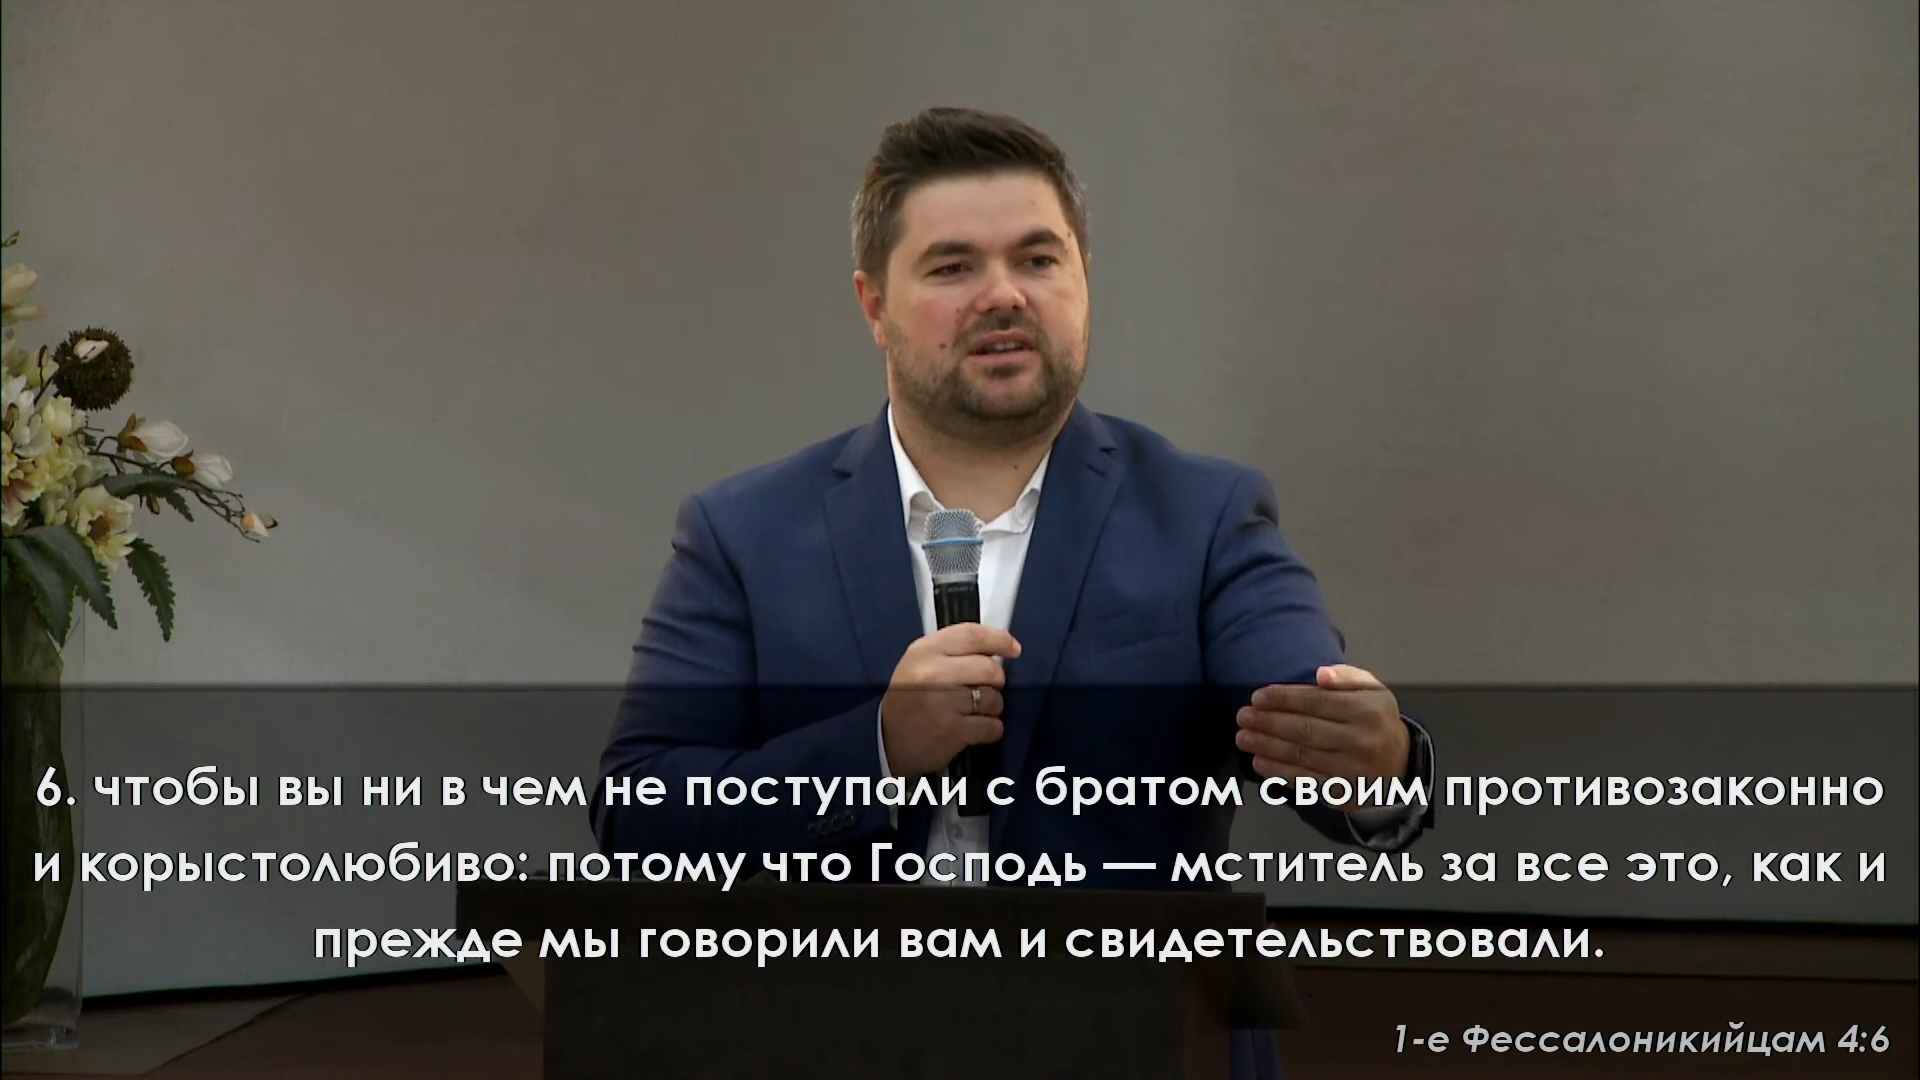 6. чтобы вы ни в чем не поступали с братом своим противозаконно
и корыстолюбиво: потому что Господь — мститель за все это, как и
прежде мы говорили вам и свидетельствовали.
1-е Фессалоникийцам 4:6